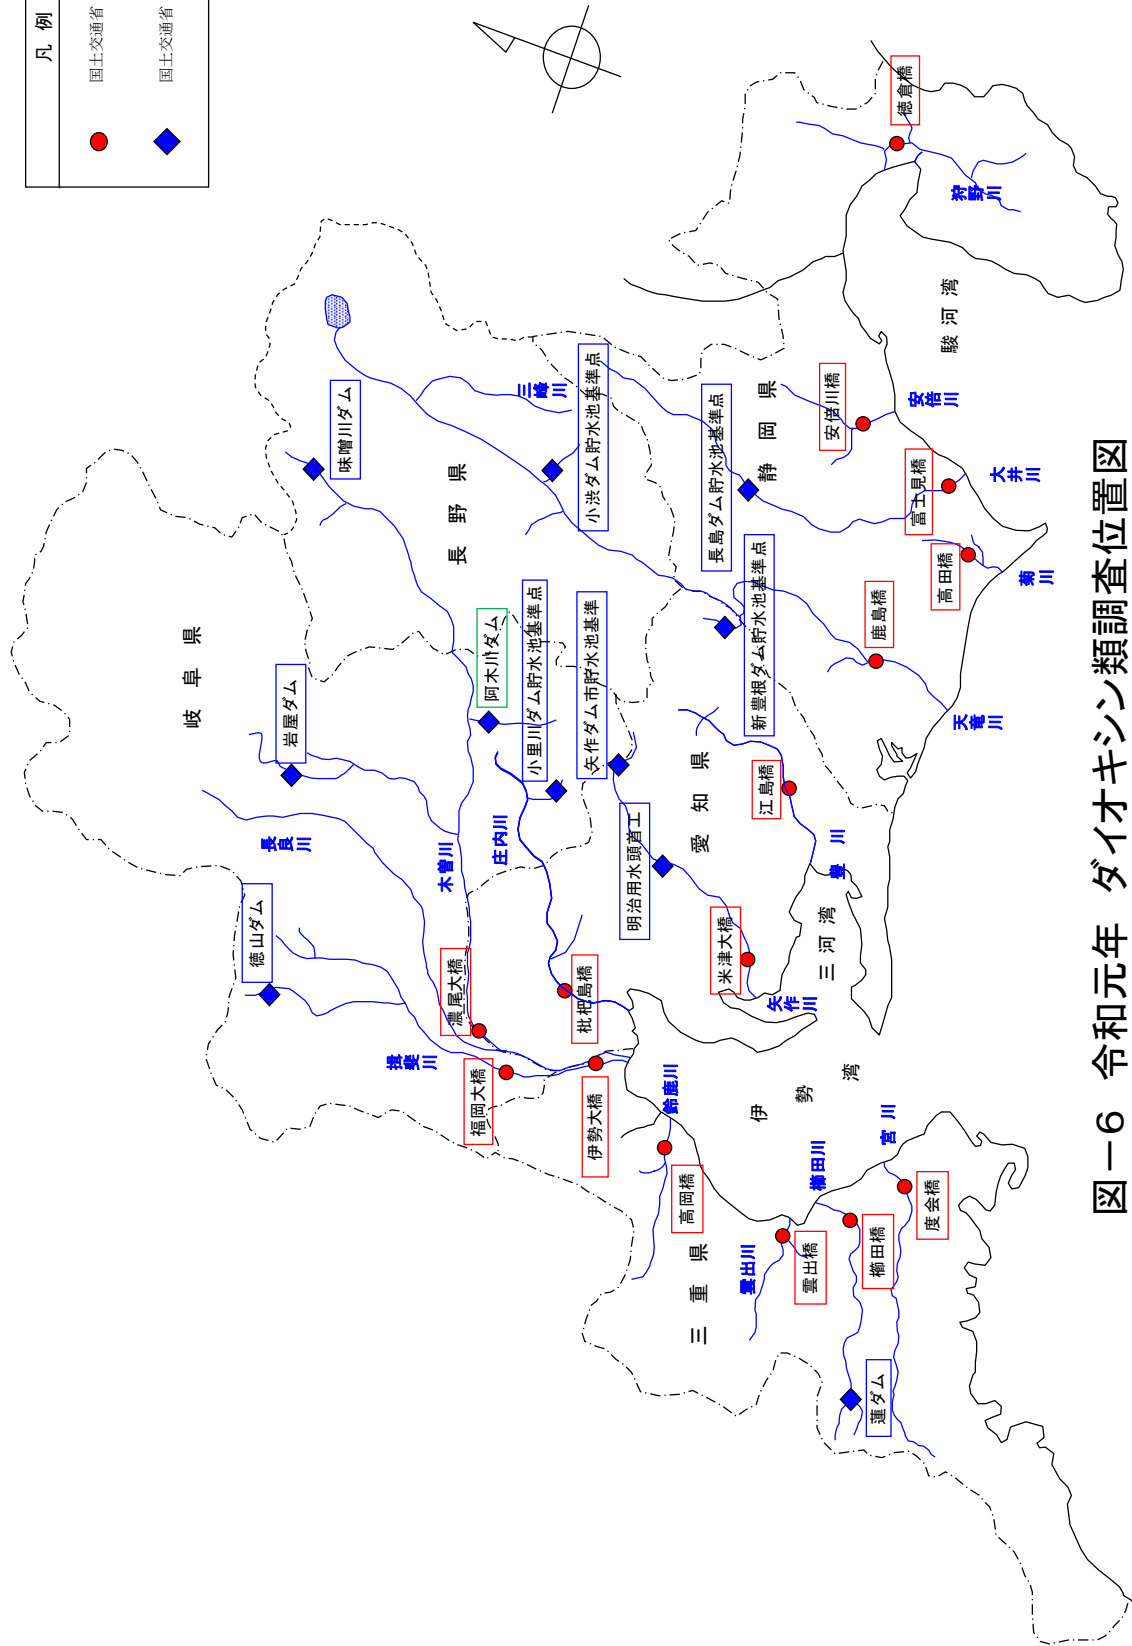 凡 例
国土交通省
国土交通省
徳倉橋
狩野川
駿河湾
味噌川ダム
三峰川
小渋ダム貯水池基準点
長島ダム貯水池基準点
静岡県
安倍川橋
安倍川
長野県
富士見橋
大井川
高田橋
菊川
岐阜県
岩屋ダム
阿木川ダム
小里川ダム貯水池基準点
矢作ダム市貯水池基準
新豊根ダム貯水池基準点
鹿島橋
天竜川
長良川
木曽川
庄内川
愛知県
江島橋
豊川
明治用水頭首工
徳山ダム
濃尾大橋
枇杷島橋
米津大橋
三河湾
矢作川
揖斐川
福岡大橋
伊勢大橋
鈴鹿川
伊勢湾
高岡橋
櫛田川
宮川
三重県
雲出川
雲出橋
櫛田橋
度会橋
蓮ダム
図－6 令和元年 ダイオキシン類調査位置図